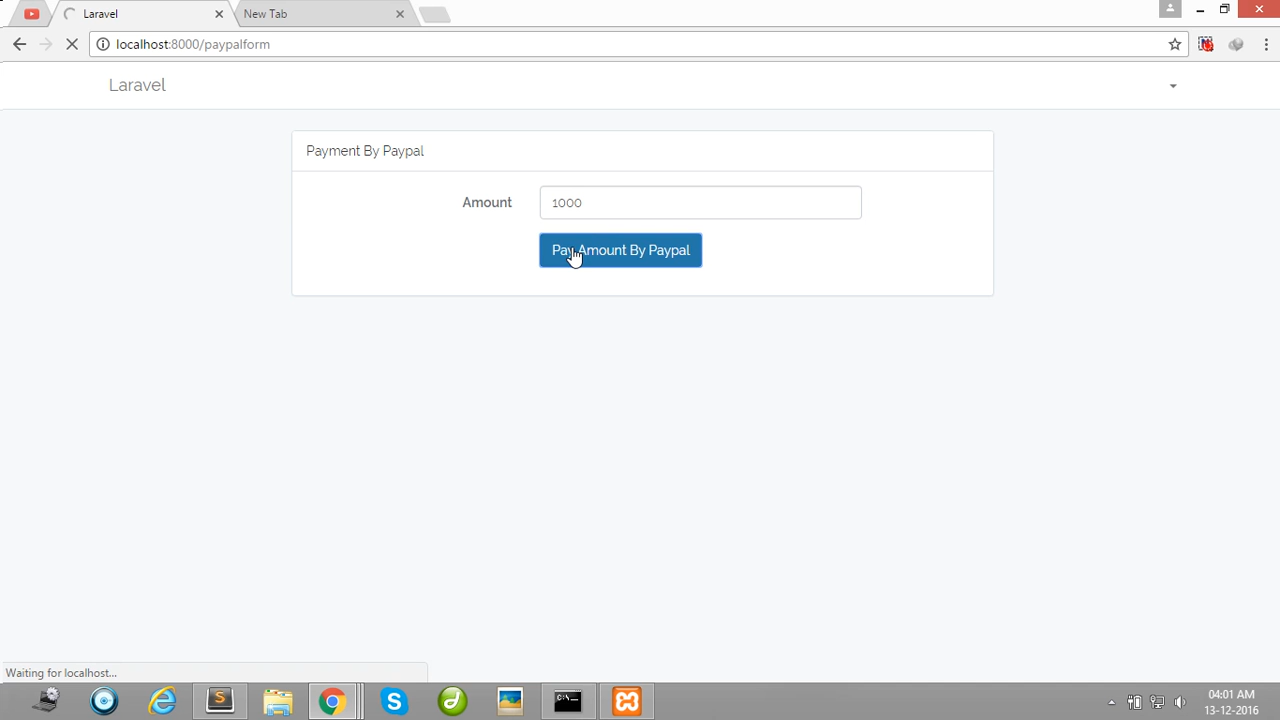 Laravel
New Tab
localhost:8000/paypalform
Laravel
Payment By Paypal
Amount
1000
Pay Amount By Paypal
Waiting for localhost...
04:01 AM
13-12-2016